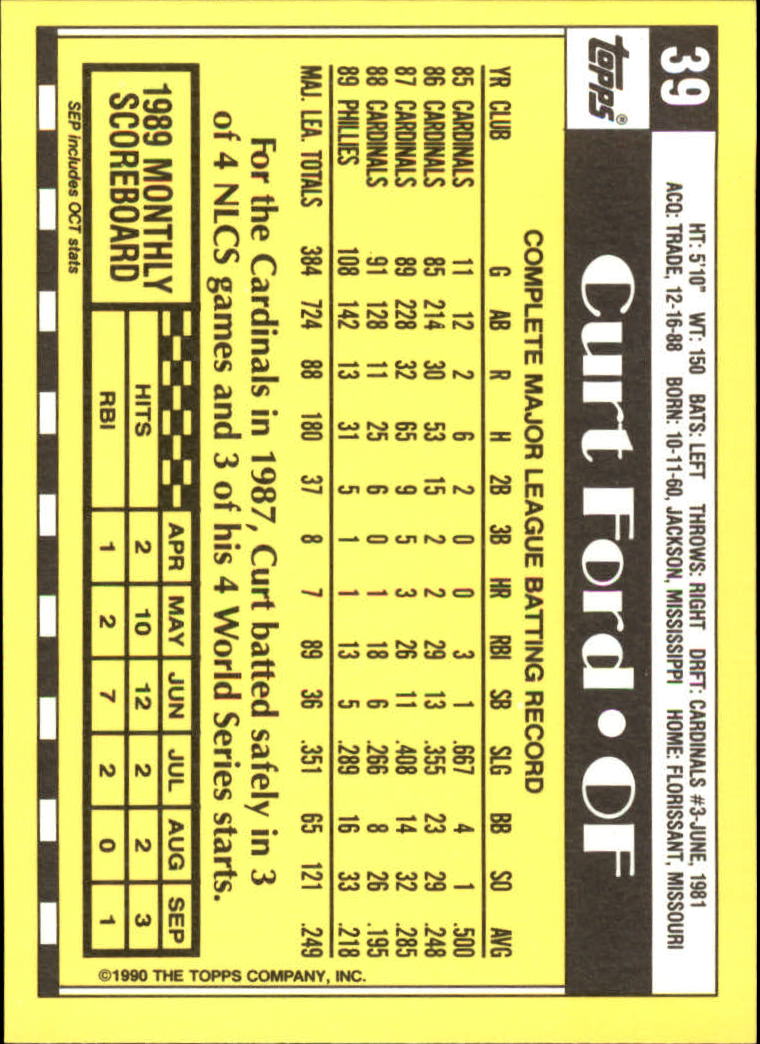 39
HT: 5'10" WT: 150 BATS: LEFT THROWS: RIGHT DRFT: CARDINALS #3-JUNE, 1981
ACQ: TRADE, 12-16-88 BORN: 10-11-60, JACKSON, MISSISSIPPI HOME: FLORISSANT, MISSOURI
topps®
Curt Ford • OF
COMPLETE MAJOR LEAGUE BATTING RECORD
YR CLUB G AB R H 2B 3B HR RBI SB SLG BB SO AVG
85 CARDINALS 11 12 2 6 2 0 0 3 1 .667 4 1 .500
86 CARDINALS 85 214 30 53 15 2 2 29 13 .355 23 29 .248
87 CARDINALS 89 228 32 65 9 5 3 26 11 .408 14 32 .285
88 CARDINALS 91 128 11 25 6 0 1 18 6 .266 8 26 .195
89 PHILLIES 108 142 13 31 5 1 1 13 5 .289 16 33 .218
MAJ. LEA. TOTALS 384 724 88 180 37 8 7 89 36 .351 65 121 .249
For the Cardinals in 1987, Curt batted safely in 3
of 4 NLCS games and 3 of his 4 World Series starts.
1989 MONTHLY
SCOREBOARD
APR MAY JUN JUL AUG SEP
HITS 2 10 12 2 2 3
RBI 1 2 7 2 0 1
SEP includes OCT stats
©1990 THE TOPPS COMPANY, INC.